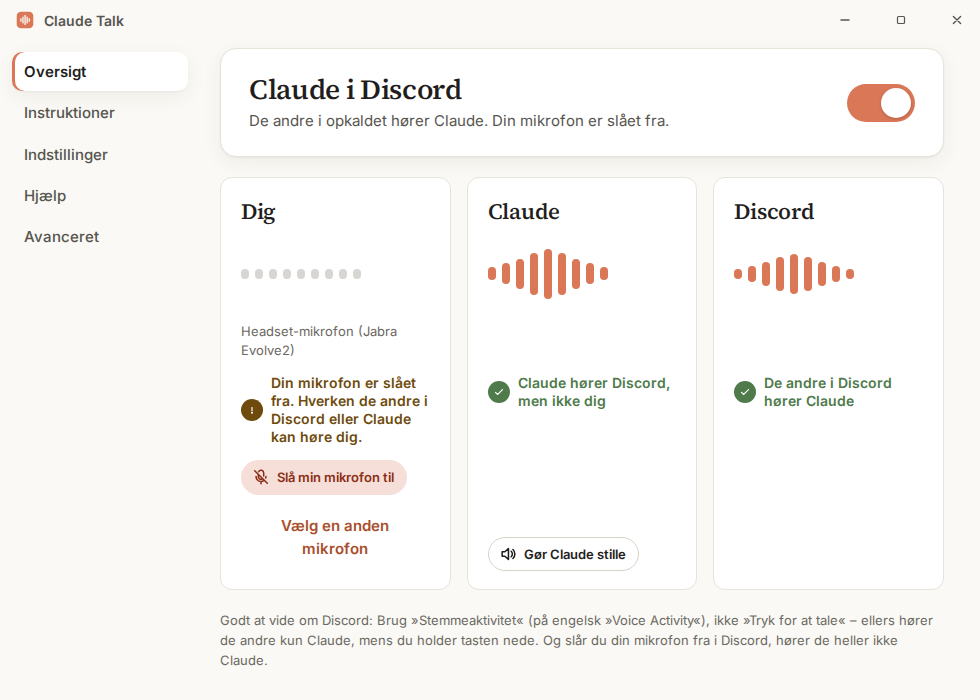 Claude Talk
Oversigt
Instruktioner
Indstillinger
Hjælp
Avanceret
Claude i Discord
De andre i opkaldet hører Claude. Din mikrofon er slået fra.
Dig
Headset-mikrofon (Jabra
Evolve2)
Din mikrofon er slået
fra. Hverken de andre i
Discord eller Claude
kan høre dig.
Slå min mikrofon til
Vælg en anden
mikrofon
Claude
Claude hører Discord,
men ikke dig
Gør Claude stille
Discord
De andre i Discord
hører Claude
Godt at vide om Discord: Brug »Stemmeaktivitet« (på engelsk »Voice Activity«), ikke »Tryk for at tale« – ellers hører
de andre kun Claude, mens du holder tasten nede. Og slår du din mikrofon fra i Discord, hører de heller ikke
Claude.